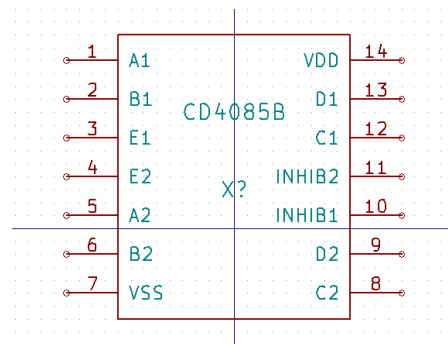 1 A1 VDD 14
2 B1 D1 13
CD4085B
3 E1 C1 12
4 E2 INHIB2 11
X?
5 A2 INHIB1 10
6 B2 D2 9
7 VSS C2 8